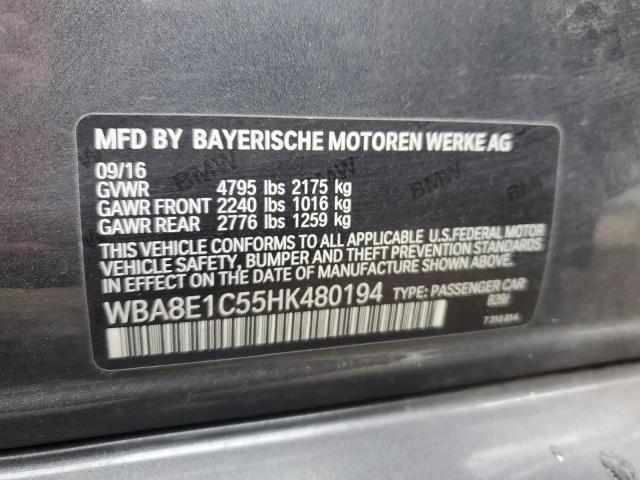 MFD BY BAYERISCHE MOTOREN WERKE AG
09/16
GVWR 4795 lbs 2175 kg
GAWR FRONT 2240 lbs 1016 kg
GAWR REAR 2776 lbs 1259 kg
THIS VEHICLE CONFORMS TO ALL APPLICABLE U.S.FEDERAL MOTOR
VEHICLE SAFETY, BUMPER AND THEFT PREVENTION STANDARDS
IN EFFECT ON THE DATE OF MANUFACTURE SHOWN ABOVE.
WBA8E1C55HK480194 TYPE: PASSENGER CAR
B39/